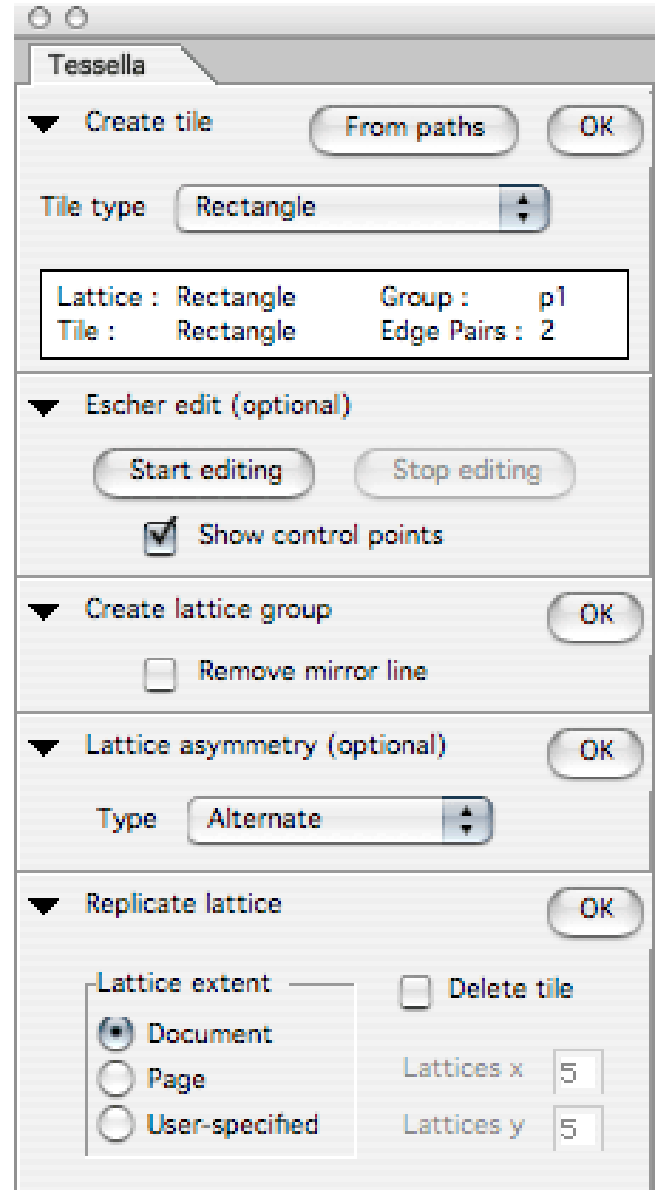 Tessella
Create tile From paths OK
Tile type Rectangle
Lattice : Rectangle Group : p1
Tile : Rectangle Edge Pairs : 2
Escher edit (optional)
Start editing Stop editing
Show control points
Create lattice group OK
Remove mirror line
Lattice asymmetry (optional) OK
Type Alternate
Replicate lattice OK
Lattice extent Delete tile
Document
Page Lattices x 5
User-specified Lattices y 5